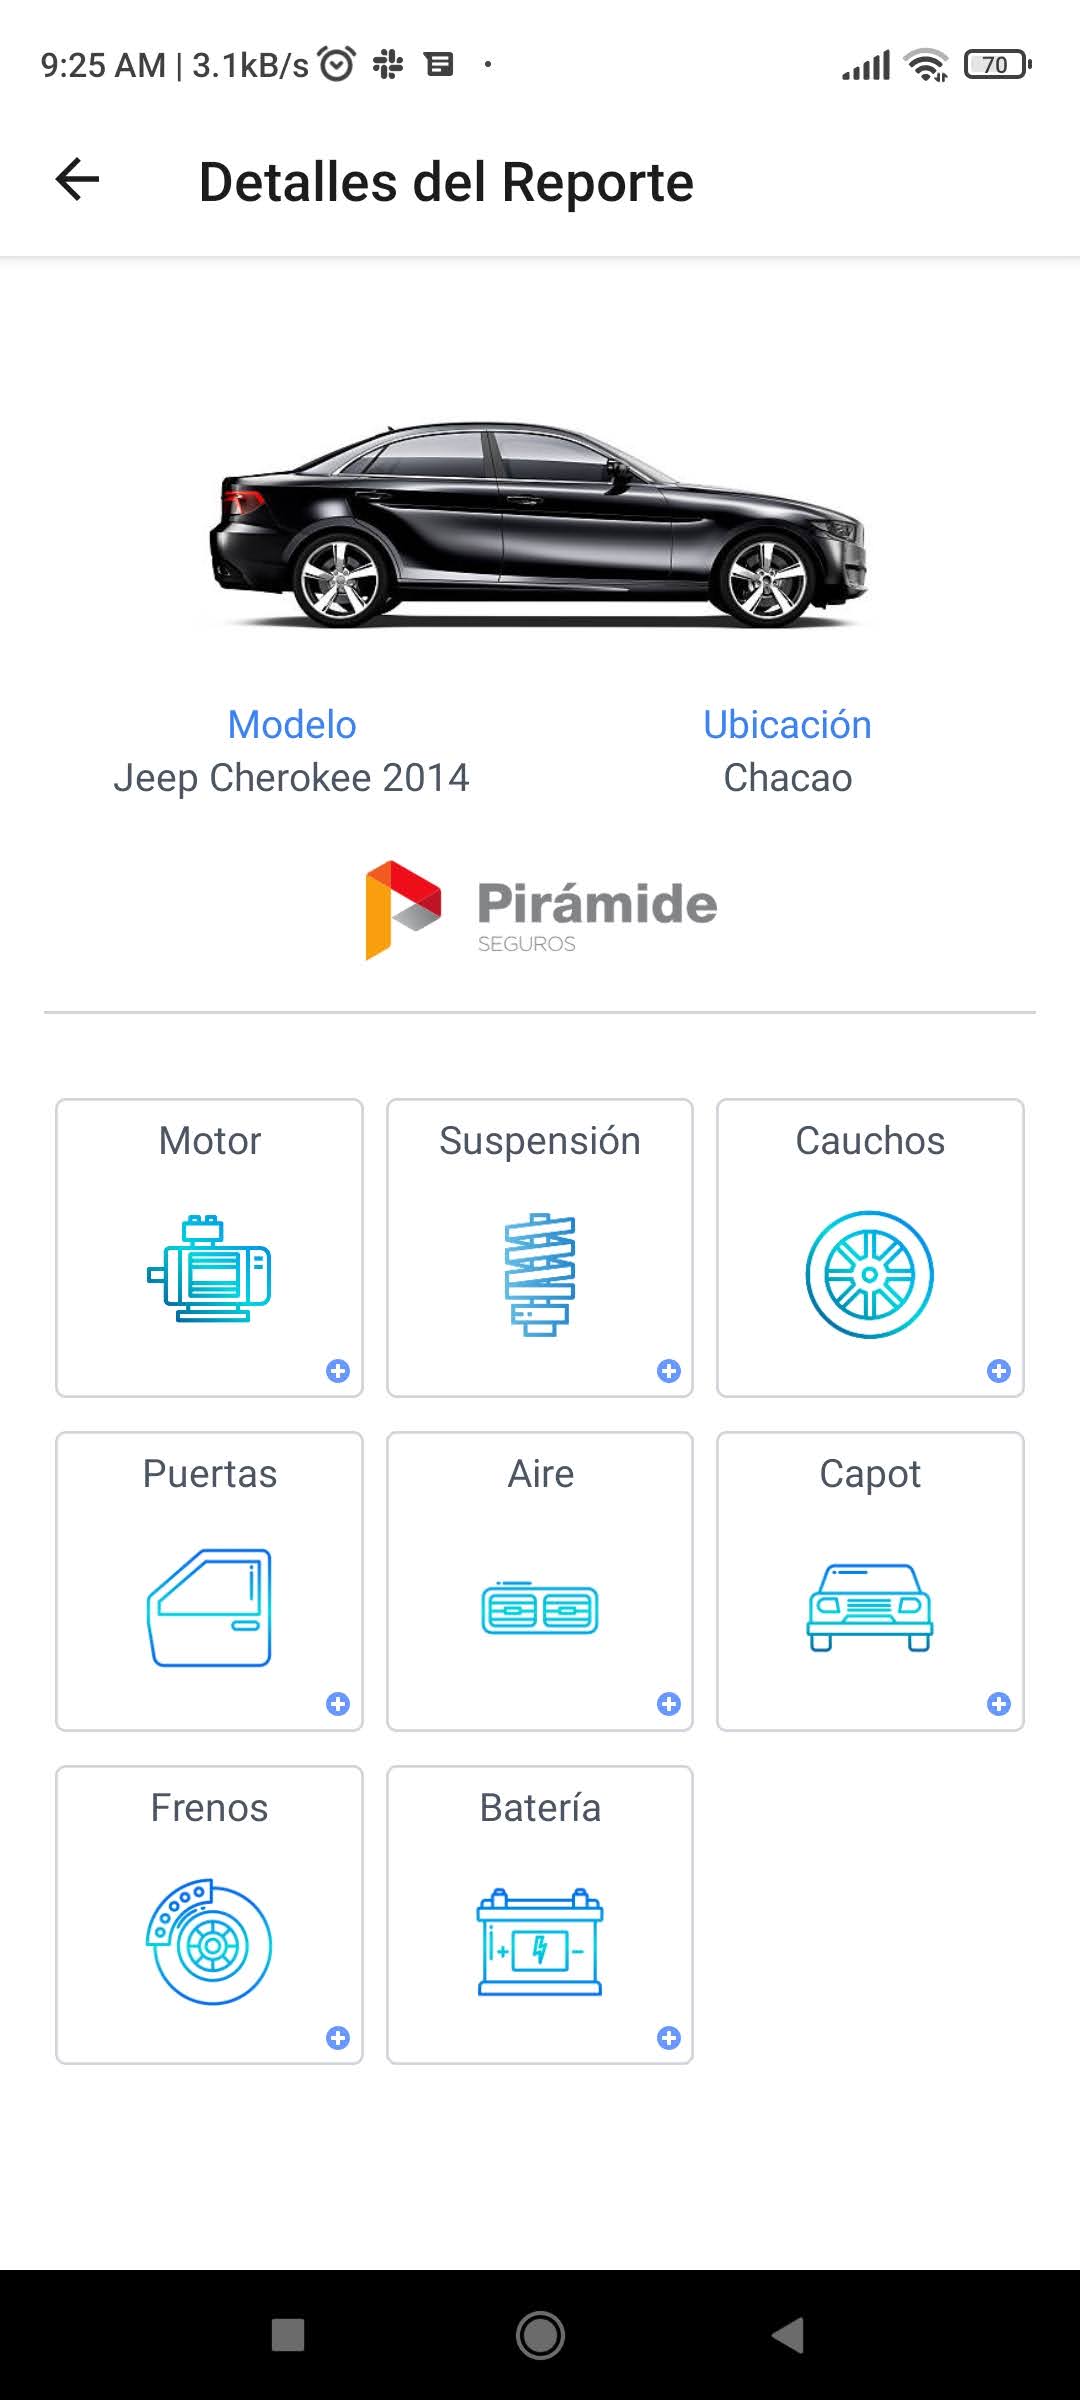 9:25 AM | 3.1kB/s
70
Detalles del Reporte
Modelo
Ubicación
Jeep Cherokee 2014
Chacao
Pirámide
SEGUROS
Motor
Suspensión
Cauchos
Puertas
Aire
Capot
Frenos
Batería